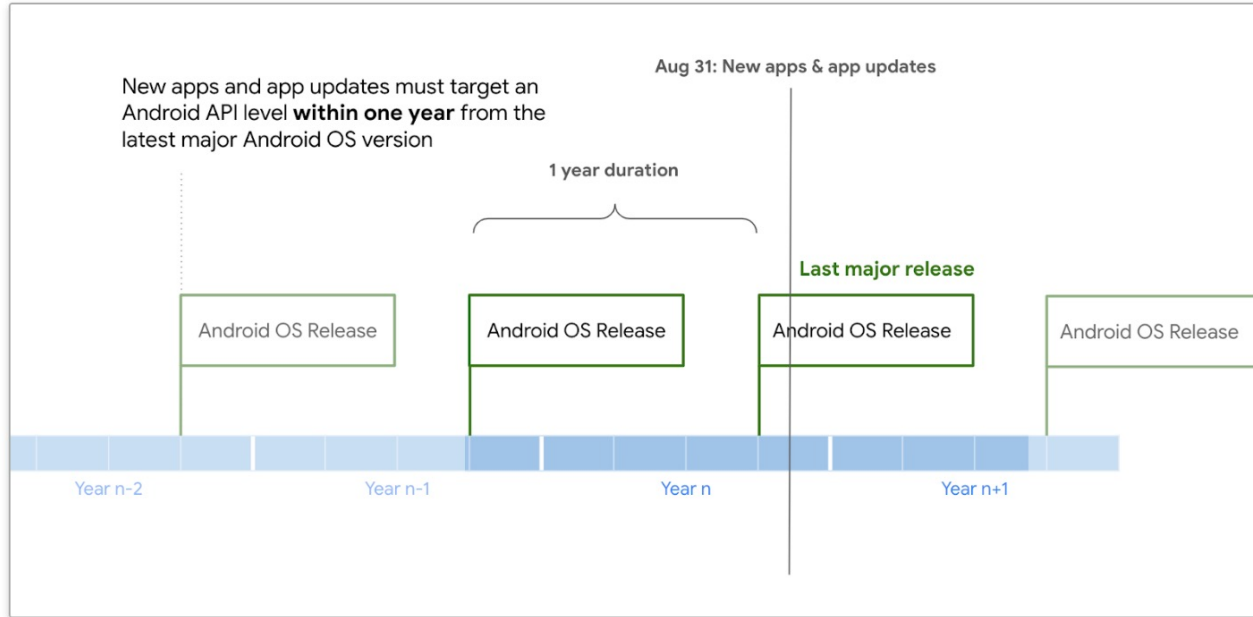 Aug 31: New apps & app updates
New apps and app updates must target an
Android API level within one year from the
latest major Android OS version
1 year duration
Last major release
Android OS Release
Android OS Release
Android OS Release
Android OS Release
Year n-2
Year n-1
Year n
Year n+1